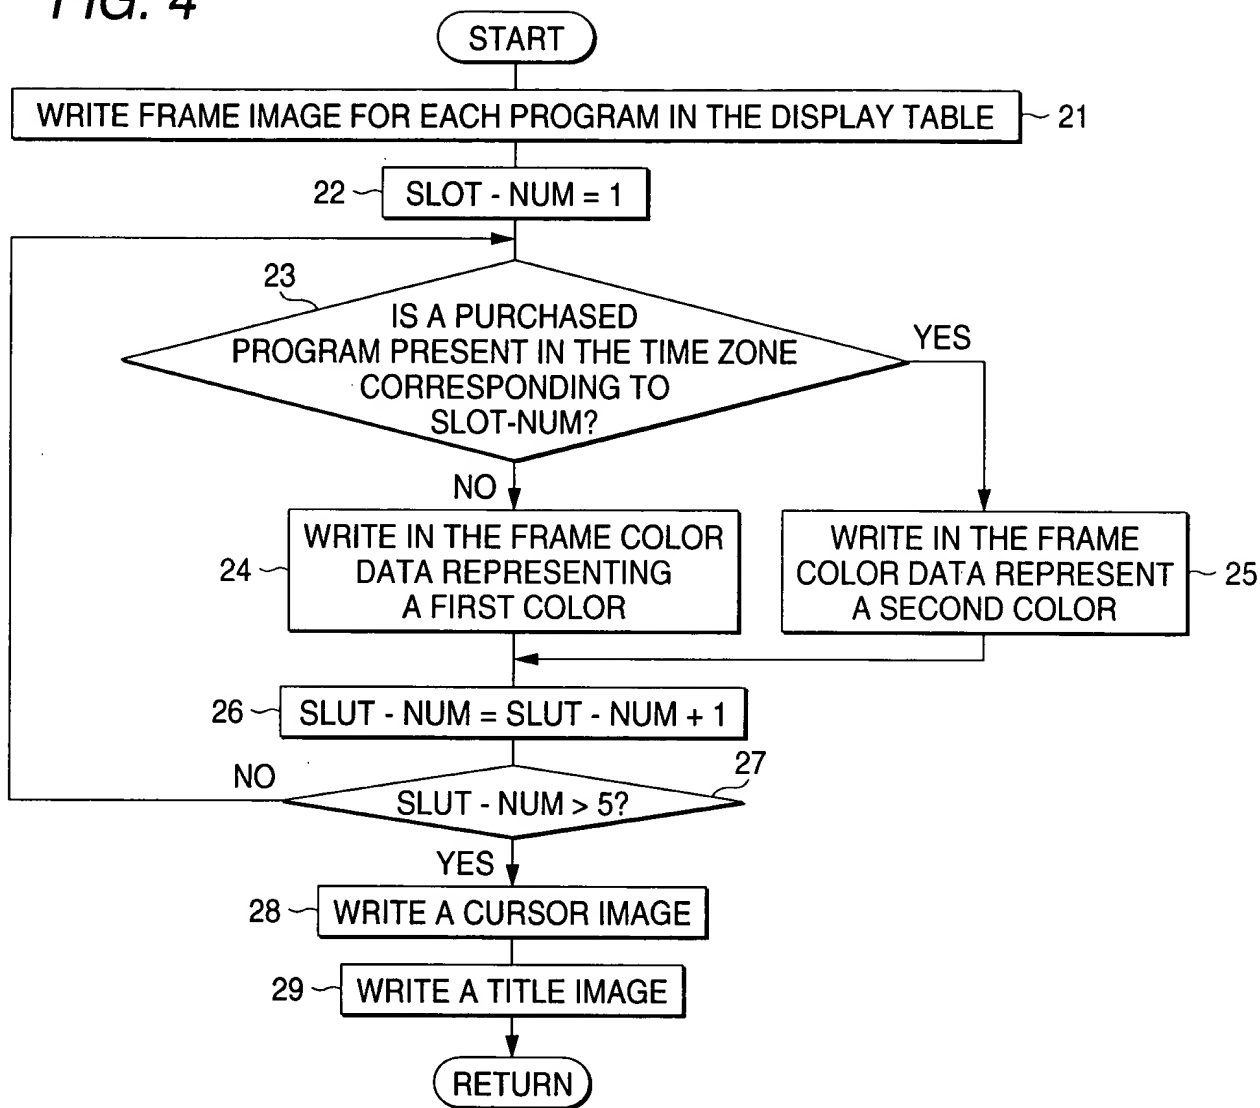 FIG. 4
START
WRITE FRAME IMAGE FOR EACH PROGRAM IN THE DISPLAY TABLE
21
22
SLOT - NUM = 1
23
IS A PURCHASED
PROGRAM PRESENT IN THE TIME ZONE
CORRESPONDING TO
SLOT-NUM?
YES
NO
24
WRITE IN THE FRAME COLOR
DATA REPRESENTING
A FIRST COLOR
WRITE IN THE FRAME
COLOR DATA REPRESENT
A SECOND COLOR
25
26
SLUT - NUM = SLUT - NUM + 1
27
NO
SLUT - NUM > 5?
YES
28
WRITE A CURSOR IMAGE
29
WRITE A TITLE IMAGE
RETURN